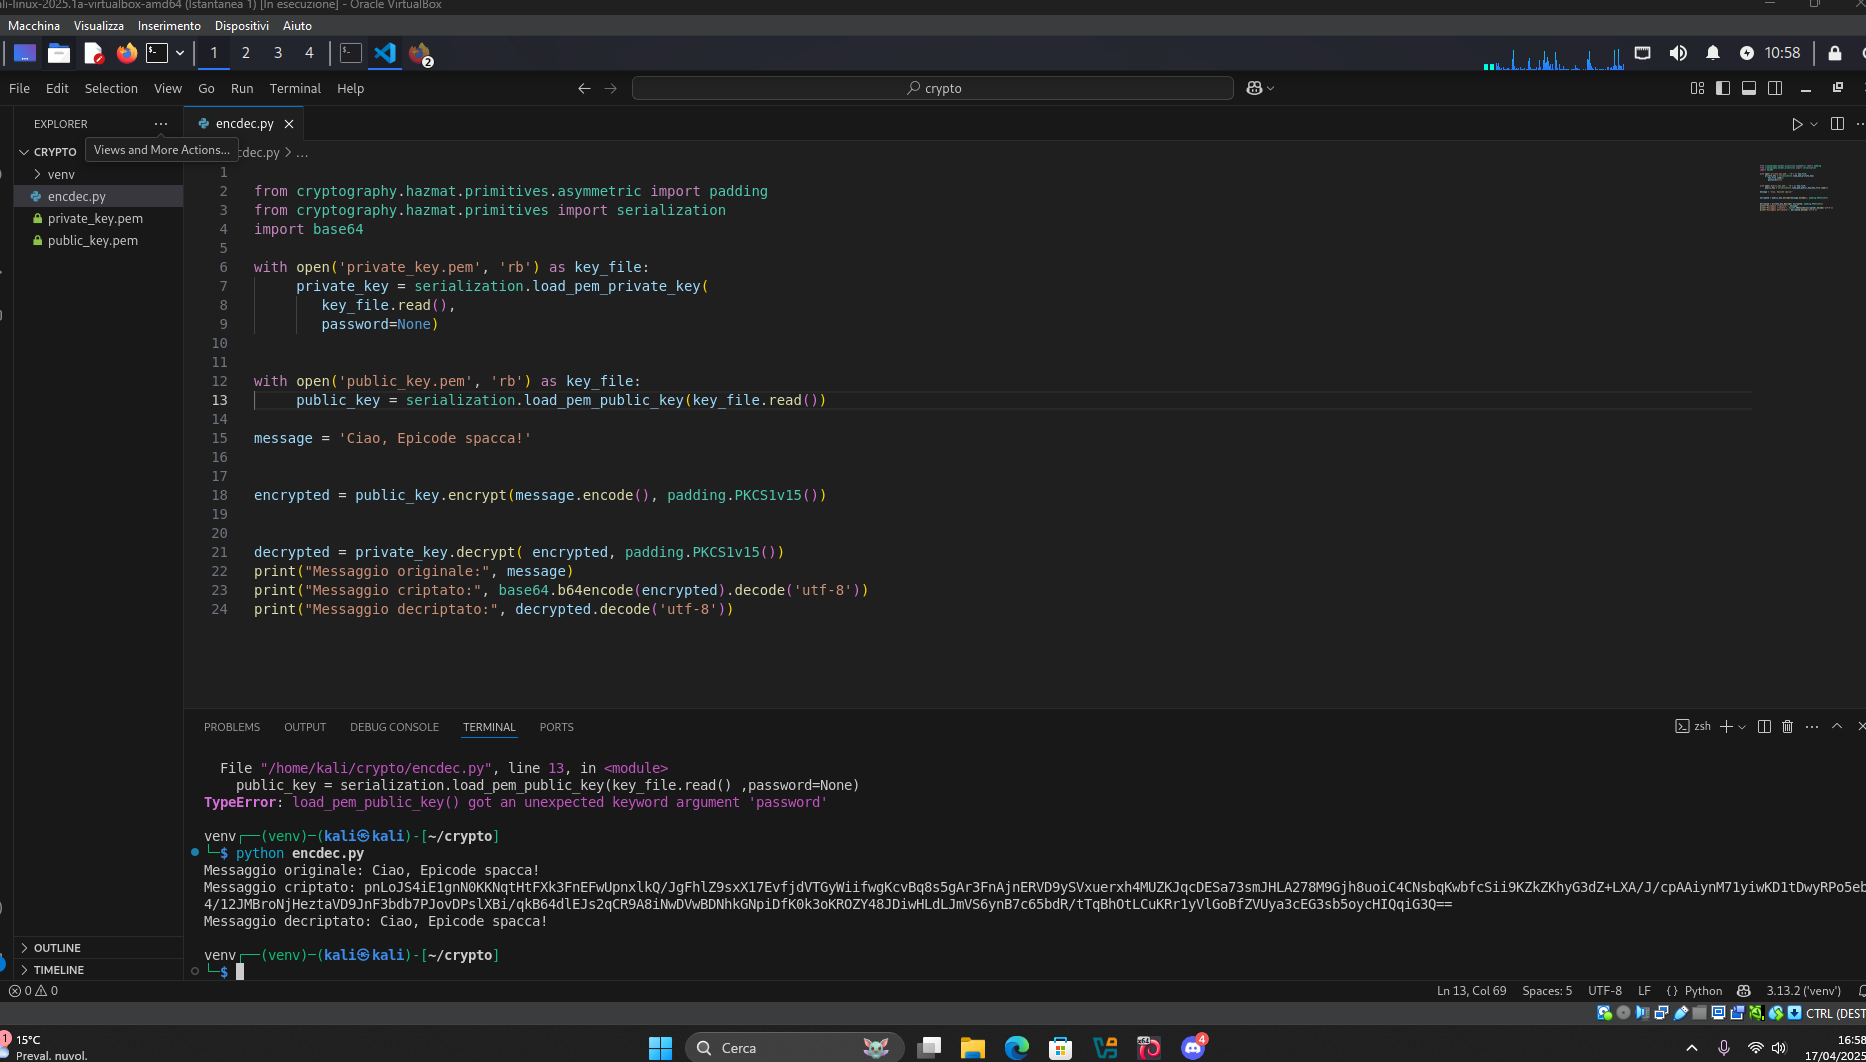 ali-linux-2025.1a-virtualbox-amd64 (Istantanea 1) [In esecuzione] - Oracle VirtualBox
Macchina Visualizza Inserimento Dispositivi Aiuto
1 2 3 4 2 10:58
File Edit Selection View Go Run Terminal Help crypto
EXPLORER ... encdec.py
CRYPTO Views and More Actions... cdec.py > ...
venv
encdec.py
private_key.pem
public_key.pem
1
2 from cryptography.hazmat.primitives.asymmetric import padding
3 from cryptography.hazmat.primitives import serialization
4 import base64
5
6 with open('private_key.pem', 'rb') as key_file:
7 private_key = serialization.load_pem_private_key(
8 key_file.read(),
9 password=None)
10
11
12 with open('public_key.pem', 'rb') as key_file:
13 public_key = serialization.load_pem_public_key(key_file.read())
14
15 message = 'Ciao, Epicode spacca!'
16
17
18 encrypted = public_key.encrypt(message.encode(), padding.PKCS1v15())
19
20
21 decrypted = private_key.decrypt( encrypted, padding.PKCS1v15())
22 print("Messaggio originale:", message)
23 print("Messaggio criptato:", base64.b64encode(encrypted).decode('utf-8'))
24 print("Messaggio decriptato:", decrypted.decode('utf-8'))
PROBLEMS OUTPUT DEBUG CONSOLE TERMINAL PORTS zsh
File "/home/kali/crypto/encdec.py", line 13, in <module>
public_key = serialization.load_pem_public_key(key_file.read() ,password=None)
TypeError: load_pem_public_key() got an unexpected keyword argument 'password'
venv┌──(venv)─(kali㉿kali)-[~/crypto]
└─$ python encdec.py
Messaggio originale: Ciao, Epicode spacca!
Messaggio criptato: pnLoJS4iE1gnN0KKNqtHtFXk3FnEFwUpnxlkQ/JgFhlZ9sxX17EvfjdVTGyWiifwgKcvBq8s5gAr3FnAjnERVD9ySVxuerxh4MUZKJqcDESa73smJHLA278M9Gjh8uoiC4CNsbqKwbfcSii9KZkZKhyG3dZ+LXA/J/cpAAiynM71yiwKD1tDwyRPo5eb
4/12JMBroNjHeztaVD9JnF3bdb7PJovDPslXBi/qkB64dlEJs2qCR9A8iNwDVwBDNhkGNpiDfK0k3oKROZY48JDiwHLdLJmVS6ynB7c65bdR/tTqBhOtLCuKRr1yVlGoBfZVUya3cEG3sb5oycHIQqiG3Q==
Messaggio decriptato: Ciao, Epicode spacca!
venv┌──(venv)─(kali㉿kali)-[~/crypto]
└─$
OUTLINE
TIMELINE
0 0 Ln 13, Col 69 Spaces: 5 UTF-8 LF { } Python 3.13.2 ('venv')
CTRL (DEST
1 15°C
Preval. nuvol.
Cerca
4
16:58
17/04/2025